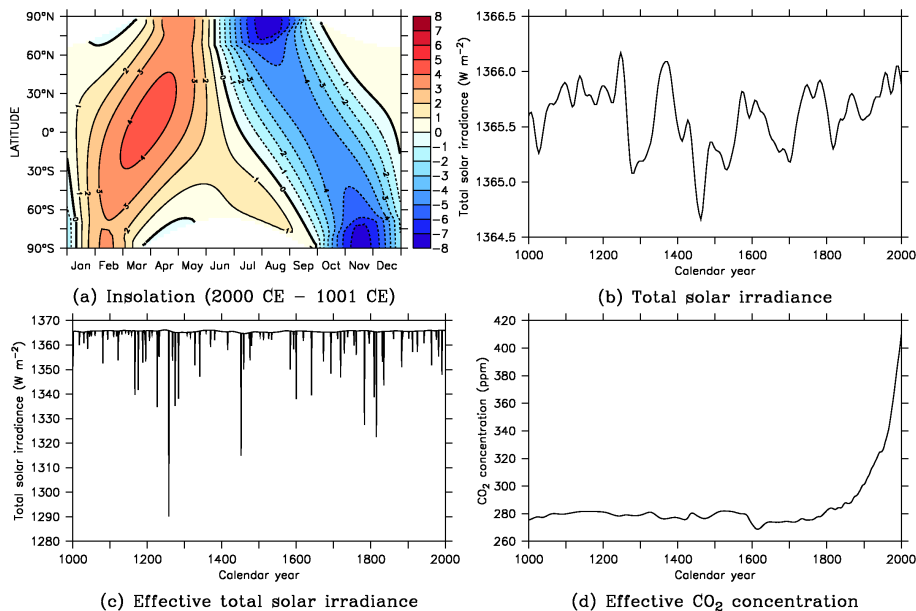 90°N
60°N
30°N
0°
30°S
60°S
90°S
LATITUDE
Jan Feb Mar Apr May Jun Jul Aug Sep Oct Nov Dec
8
7
6
5
4
3
2
1
0
−1
−2
−3
−4
−5
−6
−7
−8
(a) Insolation (2000 CE − 1001 CE)
1366.5
1366.0
1365.5
1365.0
1364.5
Total solar irradiance (W m−2)
1000 1200 1400 1600 1800 2000
Calendar year
(b) Total solar irradiance
1370
1360
1350
1340
1330
1320
1310
1300
1290
1280
Total solar irradiance (W m−2)
1000 1200 1400 1600 1800 2000
Calendar year
(c) Effective total solar irradiance
420
400
380
360
340
320
300
280
260
CO2 concentration (ppm)
1000 1200 1400 1600 1800 2000
Calendar year
(d) Effective CO2 concentration